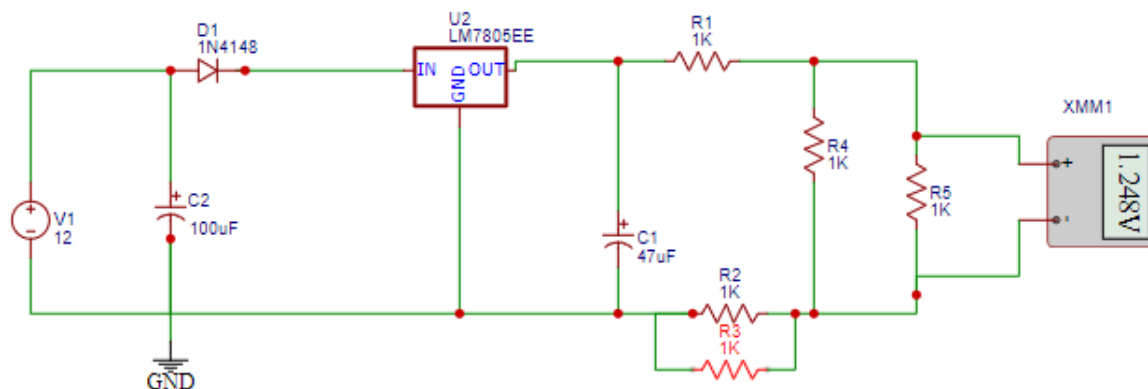 D1
1N4148
U2
LM7805EE
IN
OUT
GND
R1
1K
XMM1
+
-
1.248V
R4
1K
R5
1K
+
-
V1
12
+
C2
100uF
+
C1
47uF
R2
1K
R3
1K
GND